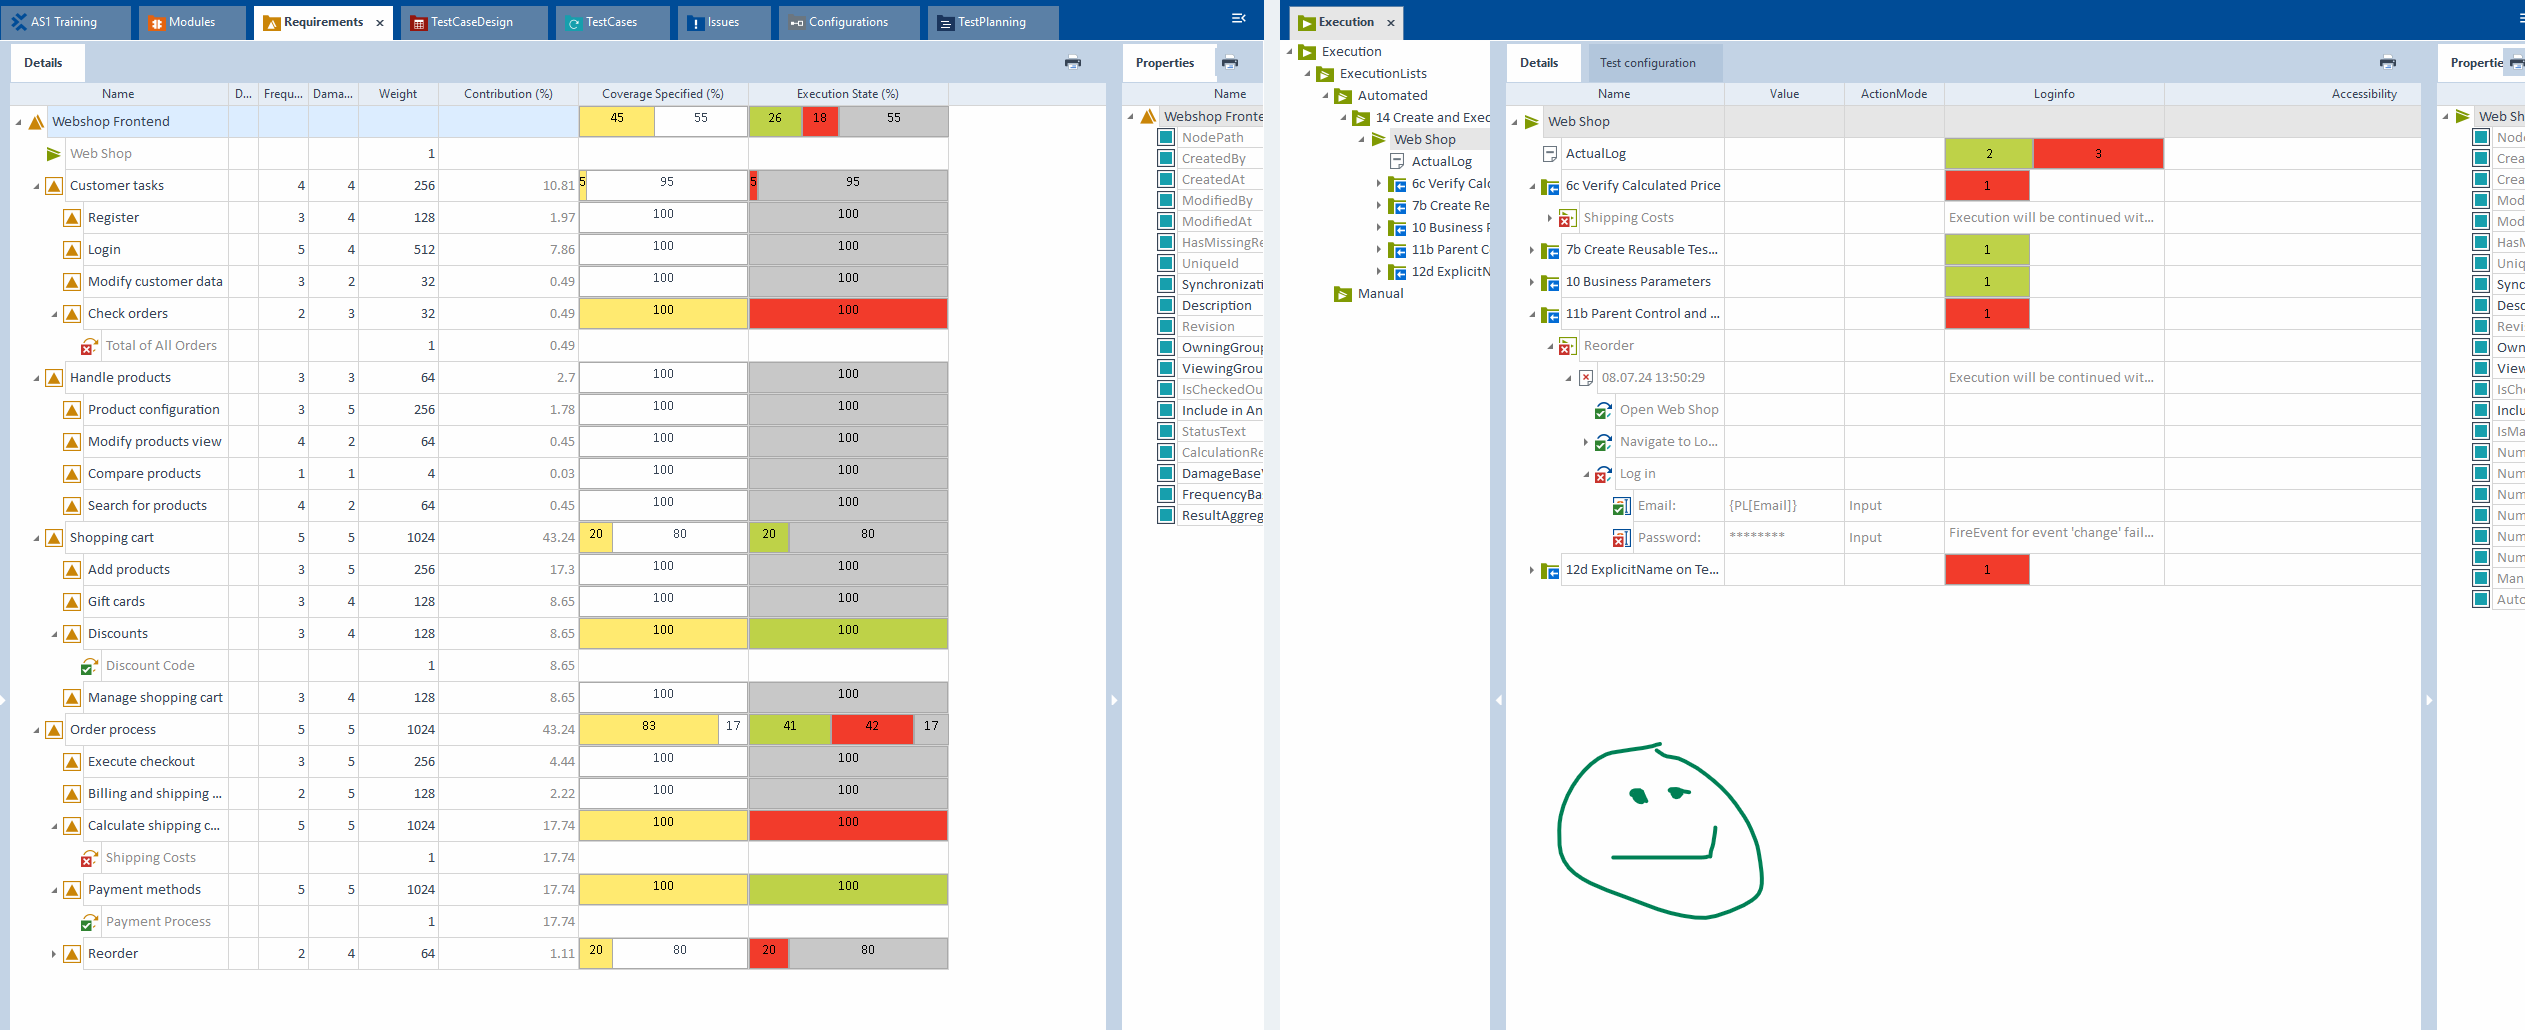 AS1 Training Modules Requirements × TestCaseDesign TestCases Issues Configurations TestPlanning
Details
Name D... Frequ... Dama... Weight Contribution (%) Coverage Specified (%) Execution State (%)
Webshop Frontend 45 55 26 18 55
Web Shop 1
Customer tasks 4 4 256 10.81 5 95 5 95
Register 3 4 128 1.97 100 100
Login 5 4 512 7.86 100 100
Modify customer data 3 2 32 0.49 100 100
Check orders 2 3 32 0.49 100 100
Total of All Orders 1 0.49
Handle products 3 3 64 2.7 100 100
Product configuration 3 5 256 1.78 100 100
Modify products view 4 2 64 0.45 100 100
Compare products 1 1 4 0.03 100 100
Search for products 4 2 64 0.45 100 100
Shopping cart 5 5 1024 43.24 20 80 20 80
Add products 3 5 256 17.3 100 100
Gift cards 3 4 128 8.65 100 100
Discounts 3 4 128 8.65 100 100
Discount Code 1 8.65
Manage shopping cart 3 4 128 8.65 100 100
Order process 5 5 1024 43.24 83 17 41 42 17
Execute checkout 3 5 256 4.44 100 100
Billing and shipping ... 2 5 128 2.22 100 100
Calculate shipping c... 5 5 1024 17.74 100 100
Shipping Costs 1 17.74
Payment methods 5 5 1024 17.74 100 100
Payment Process 1 17.74
Reorder 2 4 64 1.11 20 80 20 80
Properties
Name
Webshop Fronte
NodePath
CreatedBy
CreatedAt
ModifiedBy
ModifiedAt
HasMissingRe
UniqueId
Synchronizati
Description
Revision
OwningGroup
ViewingGrou
IsCheckedOu
Include in An
StatusText
CalculationRe
DamageBaseV
FrequencyBa
ResultAggreg
Execution ×
Execution
ExecutionLists
Automated
14 Create and Exec
Web Shop
ActualLog
6c Verify Calc
7b Create Re
10 Business P
11b Parent C
12d ExplicitN
Manual
Details Test configuration
Name Value ActionMode Loginfo Accessibility
Web Shop
ActualLog 2 3
6c Verify Calculated Price 1
Shipping Costs Execution will be continued wit...
7b Create Reusable Tes... 1
10 Business Parameters 1
11b Parent Control and ... 1
Reorder
08.07.24 13:50:29 Execution will be continued wit...
Open Web Shop
Navigate to Lo...
Log in
Email: {PL[Email]} Input
Password: ******** Input FireEvent for event 'change' fail...
12d ExplicitName on Te... 1
Propertie
Web Sh
Node
Crea
Crea
Mod
Mod
HasM
Uniq
Sync
Desc
Revi
Own
View
IsCh
Inclu
IsMa
Num
Num
Num
Num
Num
Num
Man
Auto